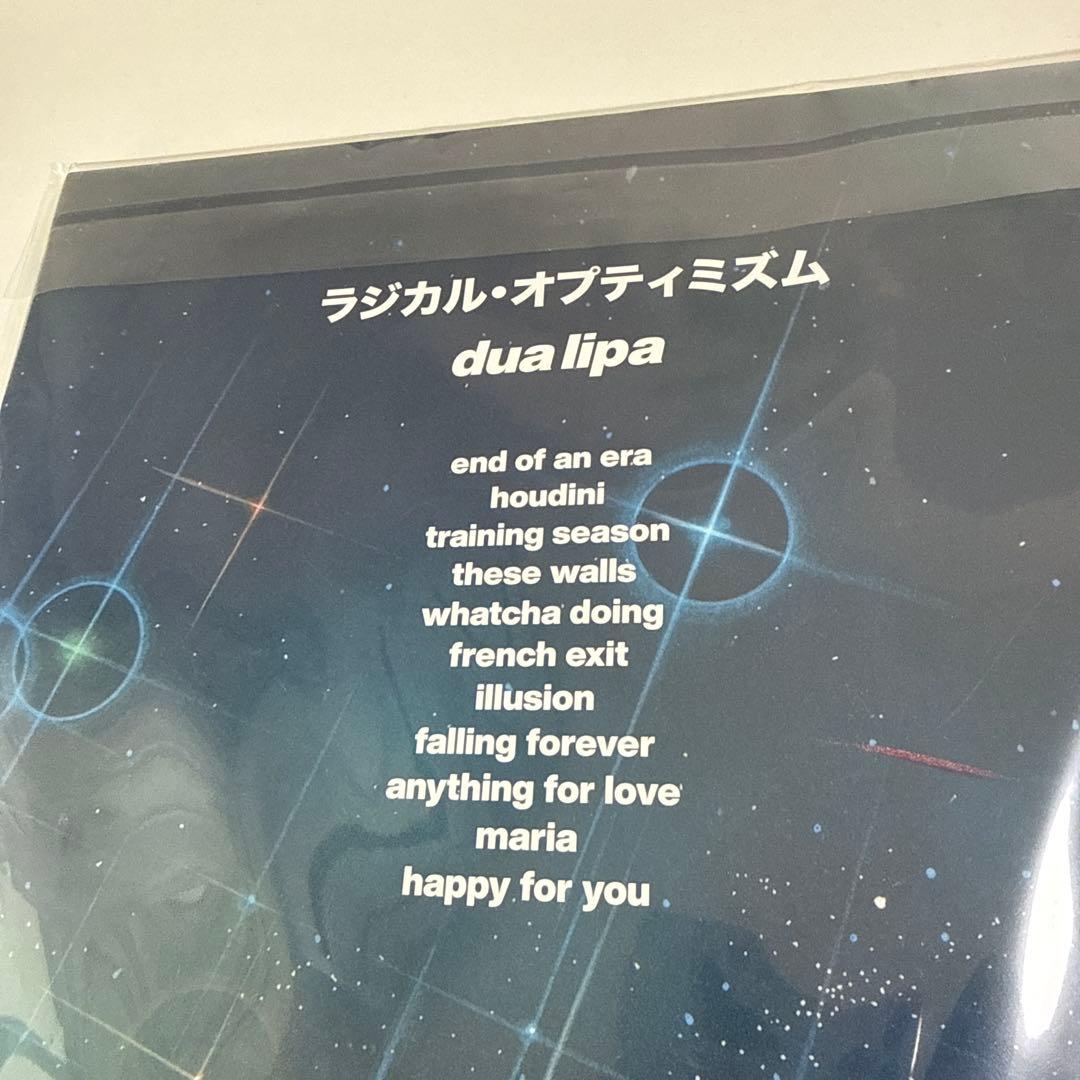 ラジカル・オプティミズム
dua lipa
end of an era
houdini
training season
these walls
whatcha doing
french exit
illusion
falling forever
anything for love
maria
happy for you